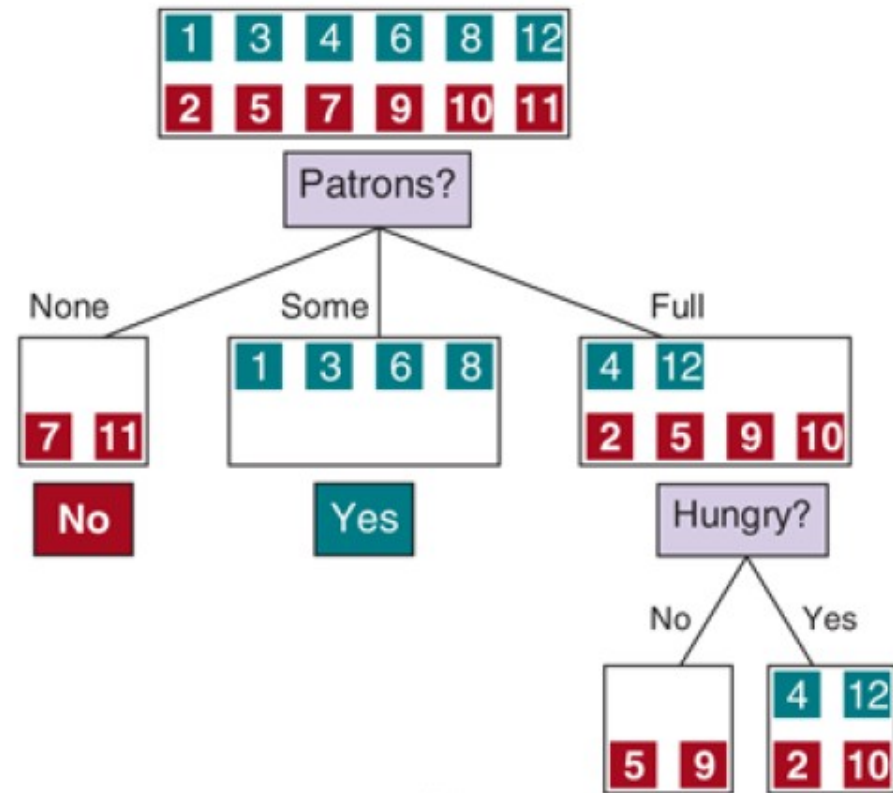 1 3 4 6 8 12
2 5 7 9 10 11
Patrons?
None Some Full
1 3 6 8 4 12
7 11 2 5 9 10
No Yes Hungry?
No Yes
4 12
5 9 2 10